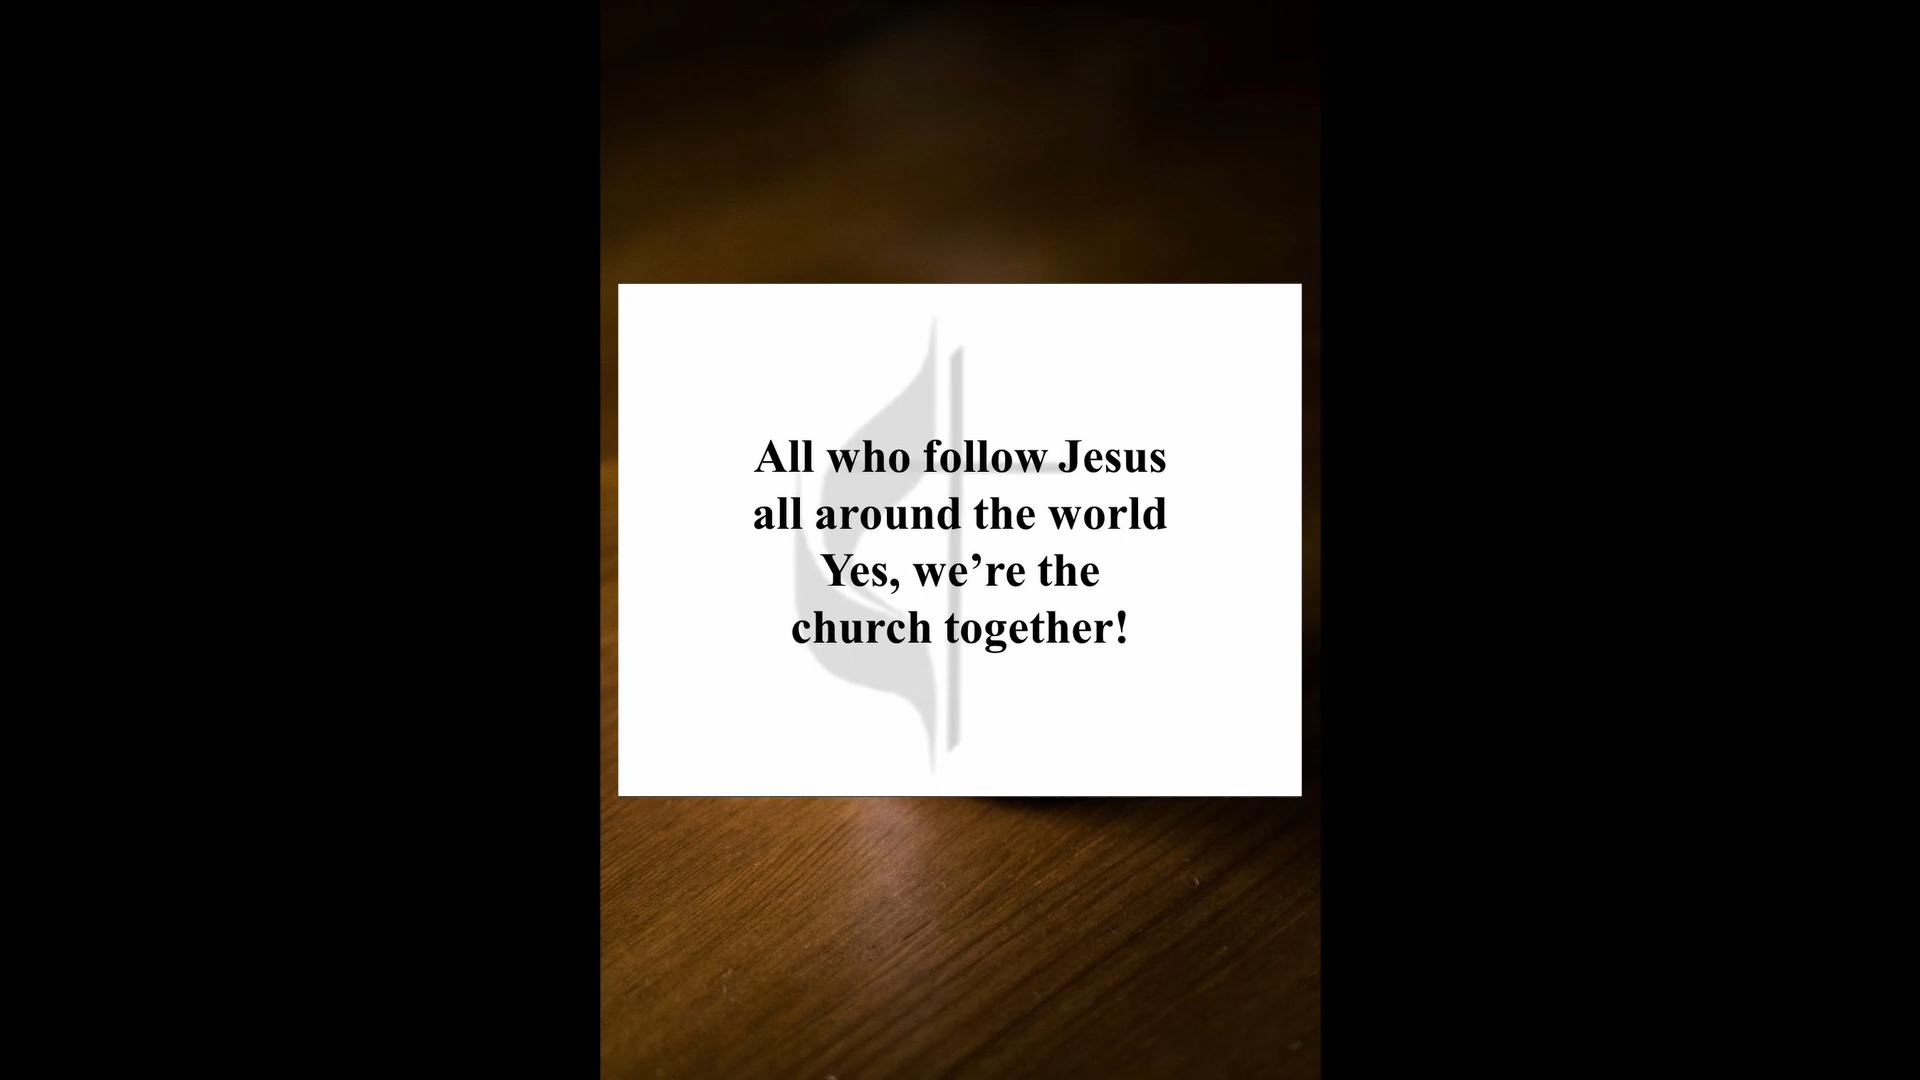 All who follow Jesus
all around the world
Yes, we’re the
church together!